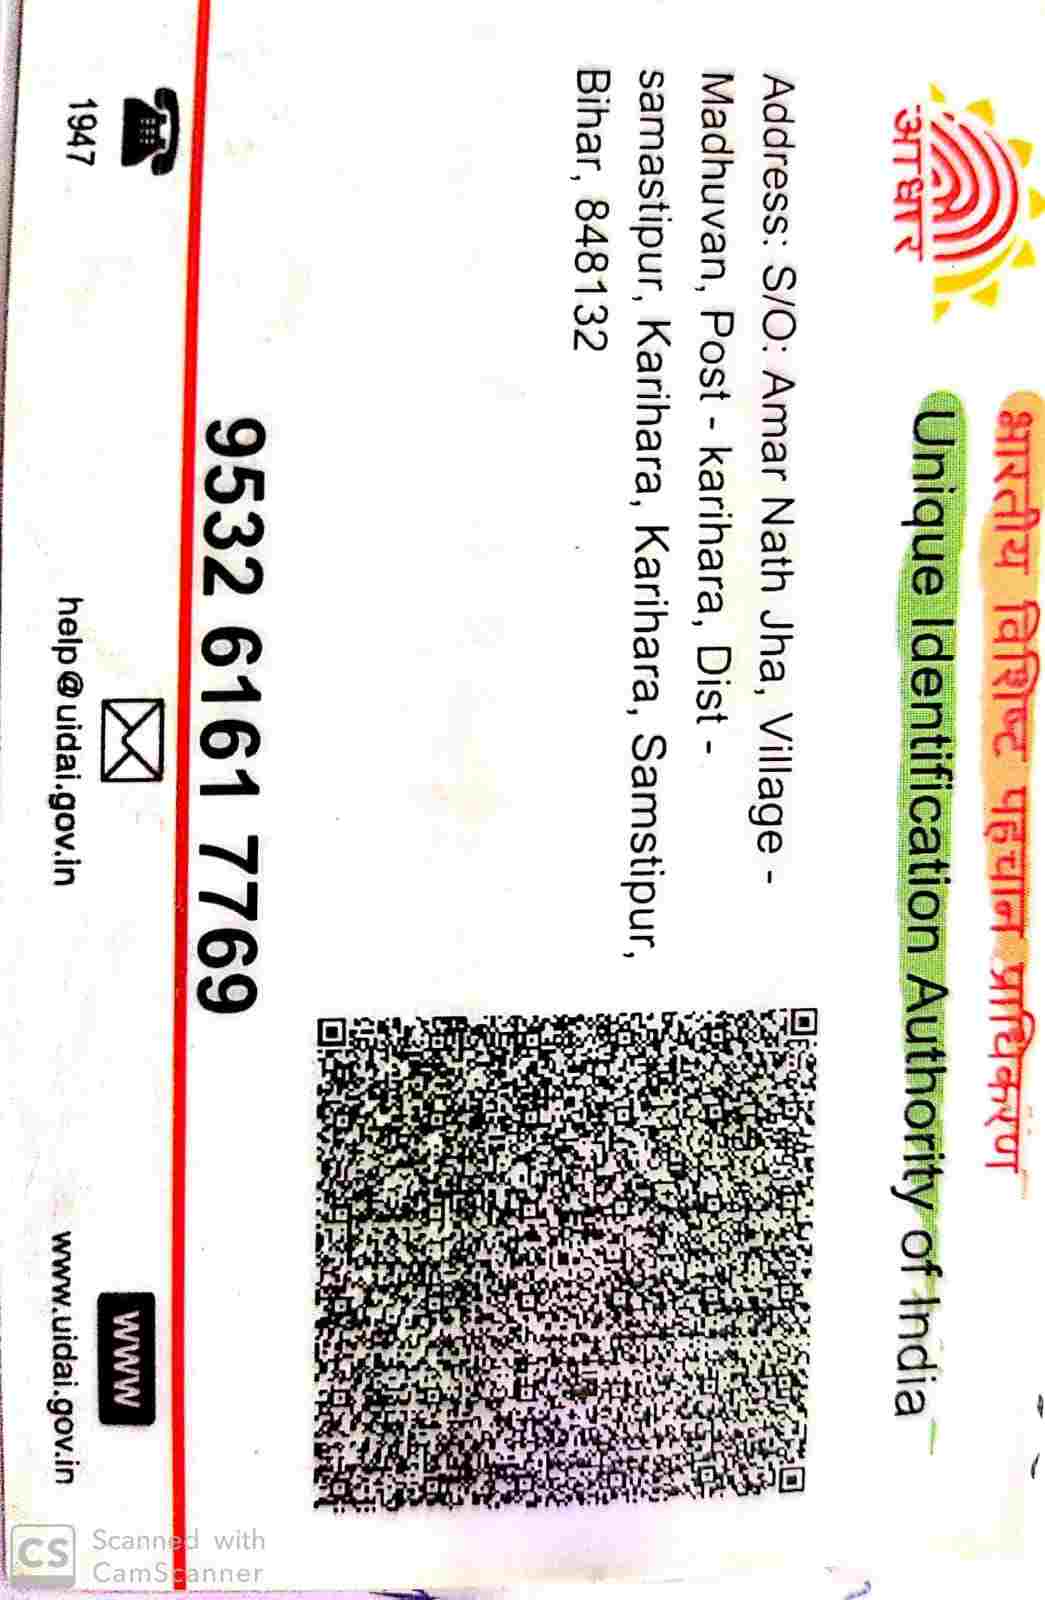 भारतीय विशिष्ट पहचान प्राधिकरण
Unique Identification Authority of India
आधार
Address: S/O: Amar Nath Jha, Village -
Madhuvan, Post - karihara, Dist -
samastipur, Karihara, Karihara, Samstipur,
Bihar, 848132
9532 6161 7769
1947
help@uidai.gov.in
www
www.uidai.gov.in
CS
Scanned with
CamScanner